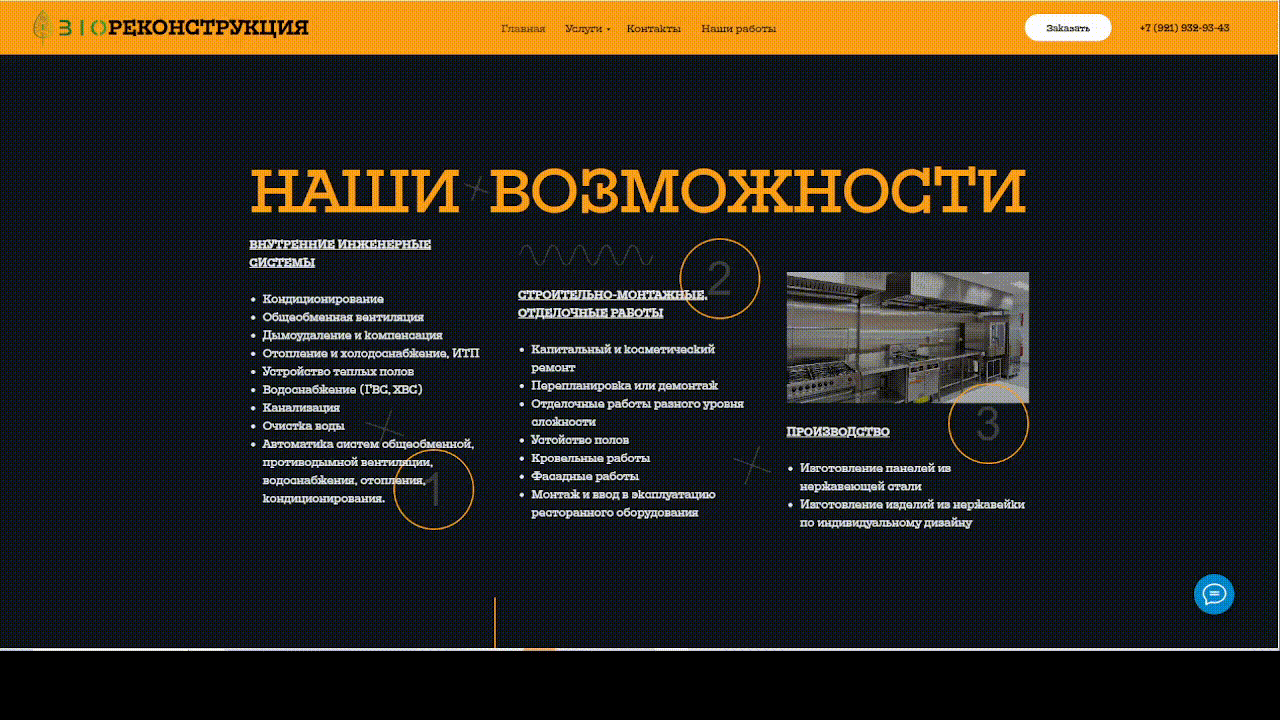 BIOРЕКОНСТРУКЦИЯ
Главная Услуги Контакты Наши работы
Заказать
+7 (921) 932-93-43
НАШИ ВОЗМОЖНОСТИ
ВНУТРЕННИЕ ИНЖЕНЕРНЫЕ
СИСТЕМЫ
• Кондиционирование
• Общеобменная вентиляция
• Дымоудаление и компенсация
• Отопление и холодоснабжение, ИТП
• Устройство теплых полов
• Водоснабжение (ГВС, ХВС)
• Канализация
• Очистка воды
• Автоматика систем общеобменной,
противодымной вентиляции,
водоснабжения, отопления,
кондиционирования.
1
2
СТРОИТЕЛЬНО-МОНТАЖНЫЕ,
ОТДЕЛОЧНЫЕ РАБОТЫ
• Капитальный и косметический
ремонт
• Перепланировка или демонтаж
• Отделочные работы разного уровня
сложности
• Устойство полов
• Кровельные работы
• Фасадные работы
• Монтаж и ввод в эксплуатацию
ресторанного оборудования
3
ПРОИЗВОДСТВО
• Изготовление панелей из
нержавеющей стали
• Изготовление изделий из нержавейки
по индивидуальному дизайну